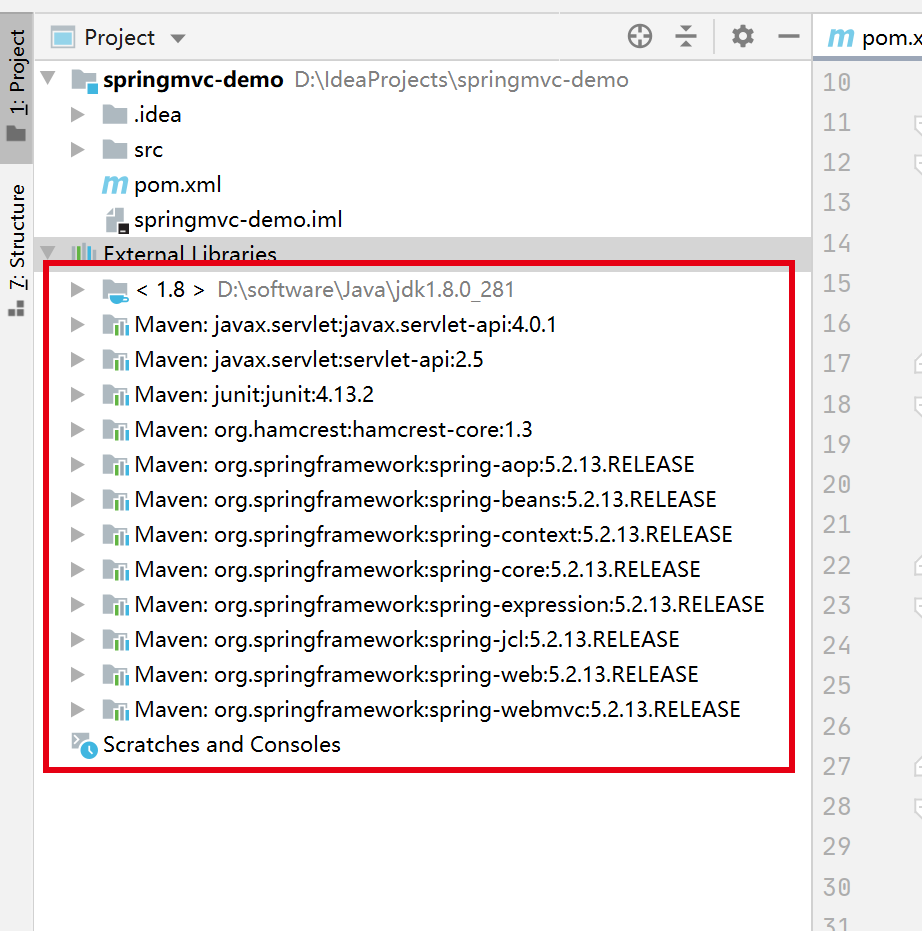 Project
pom.x
1: Project
Z: Structure
springmvc-demo D:\IdeaProjects\springmvc-demo
.idea
src
pom.xml
springmvc-demo.iml
External Libraries
< 1.8 > D:\software\Java\jdk1.8.0_281
Maven: javax.servlet:javax.servlet-api:4.0.1
Maven: javax.servlet:servlet-api:2.5
Maven: junit:junit:4.13.2
Maven: org.hamcrest:hamcrest-core:1.3
Maven: org.springframework:spring-aop:5.2.13.RELEASE
Maven: org.springframework:spring-beans:5.2.13.RELEASE
Maven: org.springframework:spring-context:5.2.13.RELEASE
Maven: org.springframework:spring-core:5.2.13.RELEASE
Maven: org.springframework:spring-expression:5.2.13.RELEASE
Maven: org.springframework:spring-jcl:5.2.13.RELEASE
Maven: org.springframework:spring-web:5.2.13.RELEASE
Maven: org.springframework:spring-webmvc:5.2.13.RELEASE
Scratches and Consoles
10
11
12
13
14
15
16
17
18
19
20
21
22
23
24
25
26
27
28
29
30
31